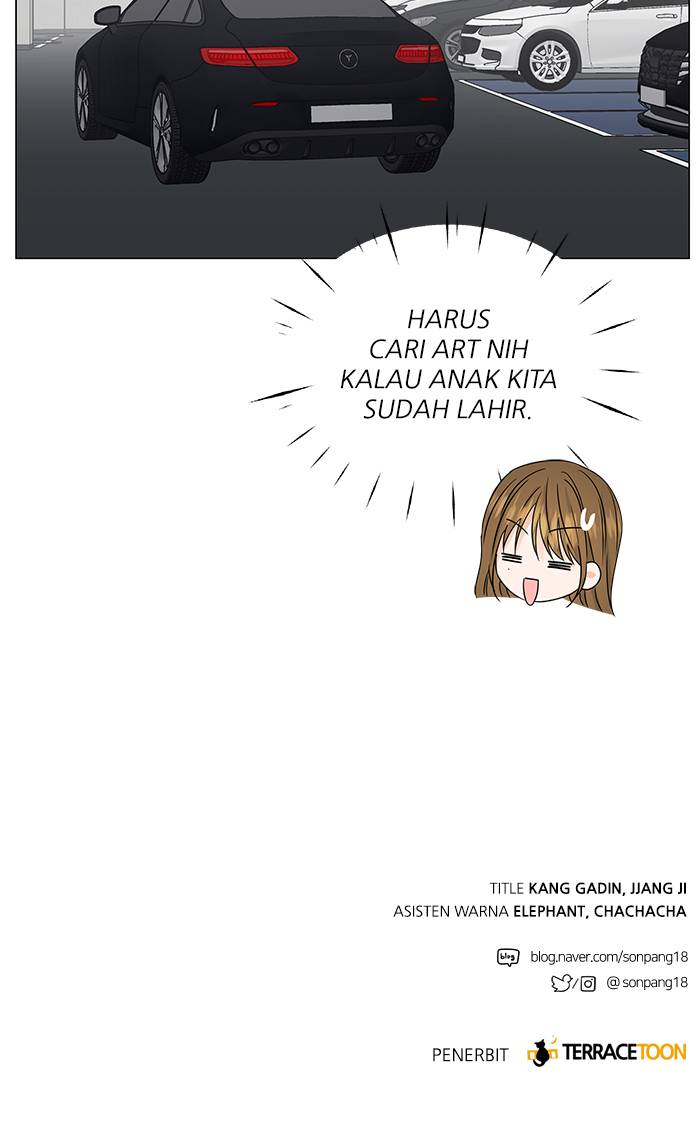 HARUS
CARI ART NIH
KALAU ANAK KITA
SUDAH LAHIR.
TITLE KANG GADIN, JJANG JI
ASISTEN WARNA ELEPHANT, CHACHACHA
blog blog.naver.com/sonpang18
/ @sonpang18
PENERBIT TERRACETOON